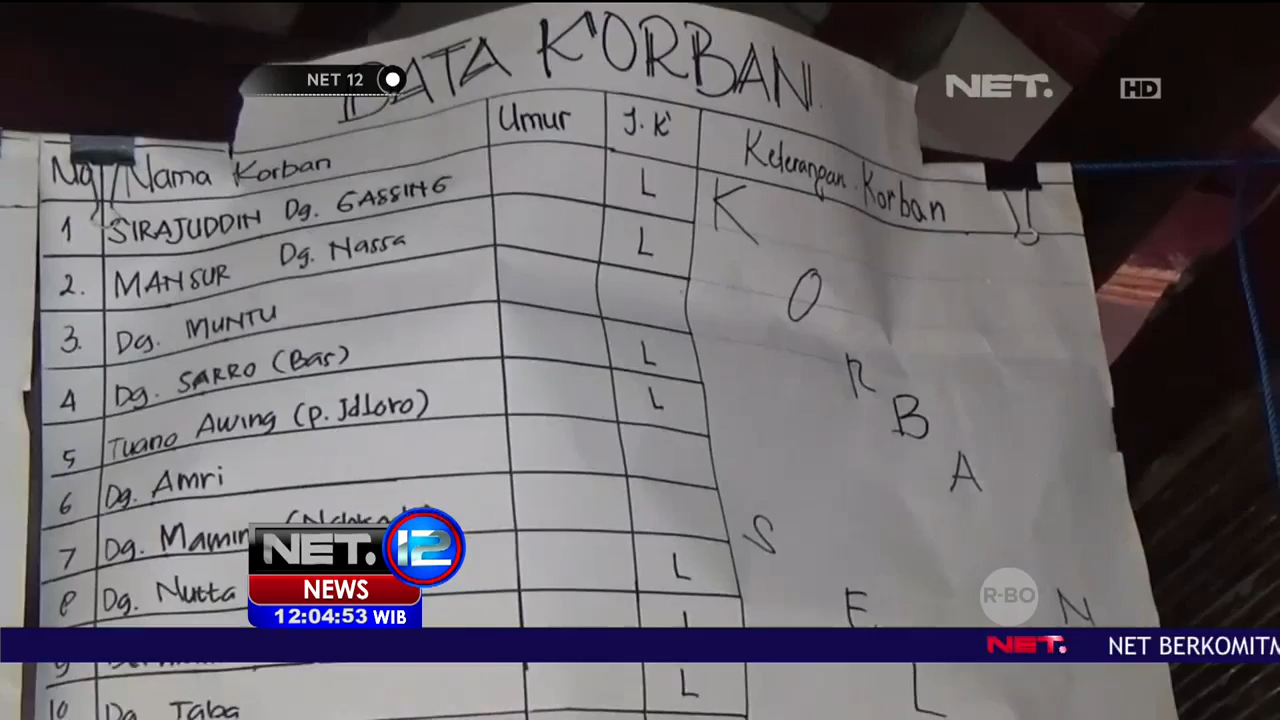 DATA KORBAN
NET 12
NET.
HD
No Nama Korban Umur J.K Keterangan Korban
1 SIRAJUDDIN Dg. GASSING L
2. MANSUR Dg. Nassa L
3. Dg. MUNTU
4 Dg. SARRO (Bas) L
5 Tuano Awing (p. Jdloro) L
6 Dg. Amri
7 Dg. Mamin
8 Dg. Nutta L
9
10 Dg. Taba L
K O R B A N
S E L
NET. 12
NEWS
12:04:53 WIB
R-BO
NET. NET BERKOMITM